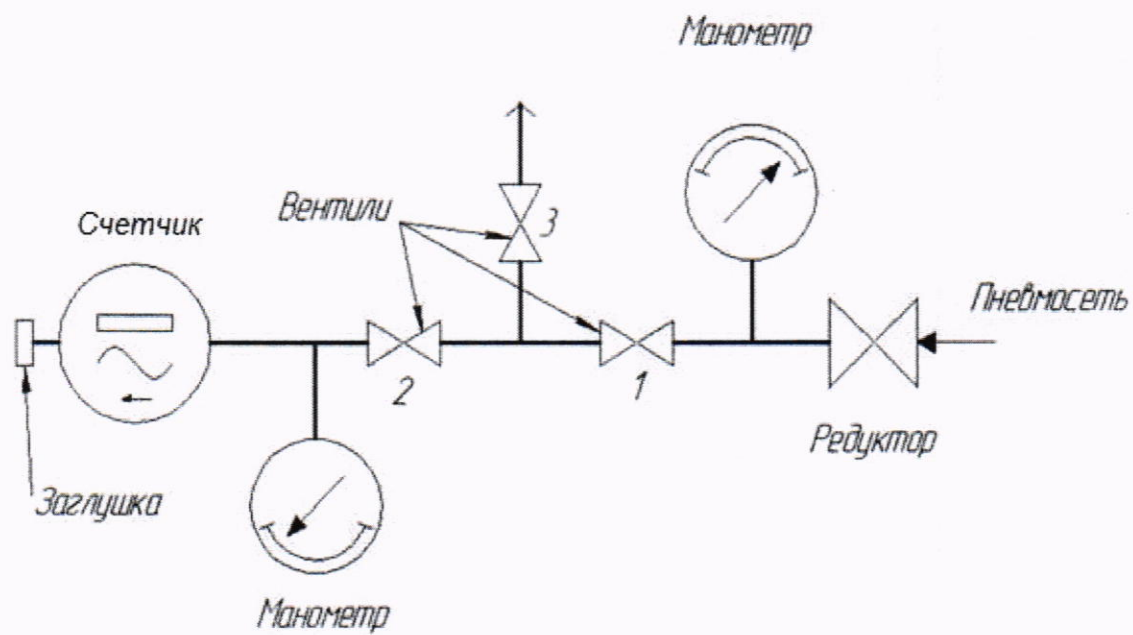 Манометр
Вентили
3
Счетчик
Пневмосеть
2
1
Редуктор
Заглушка
Манометр